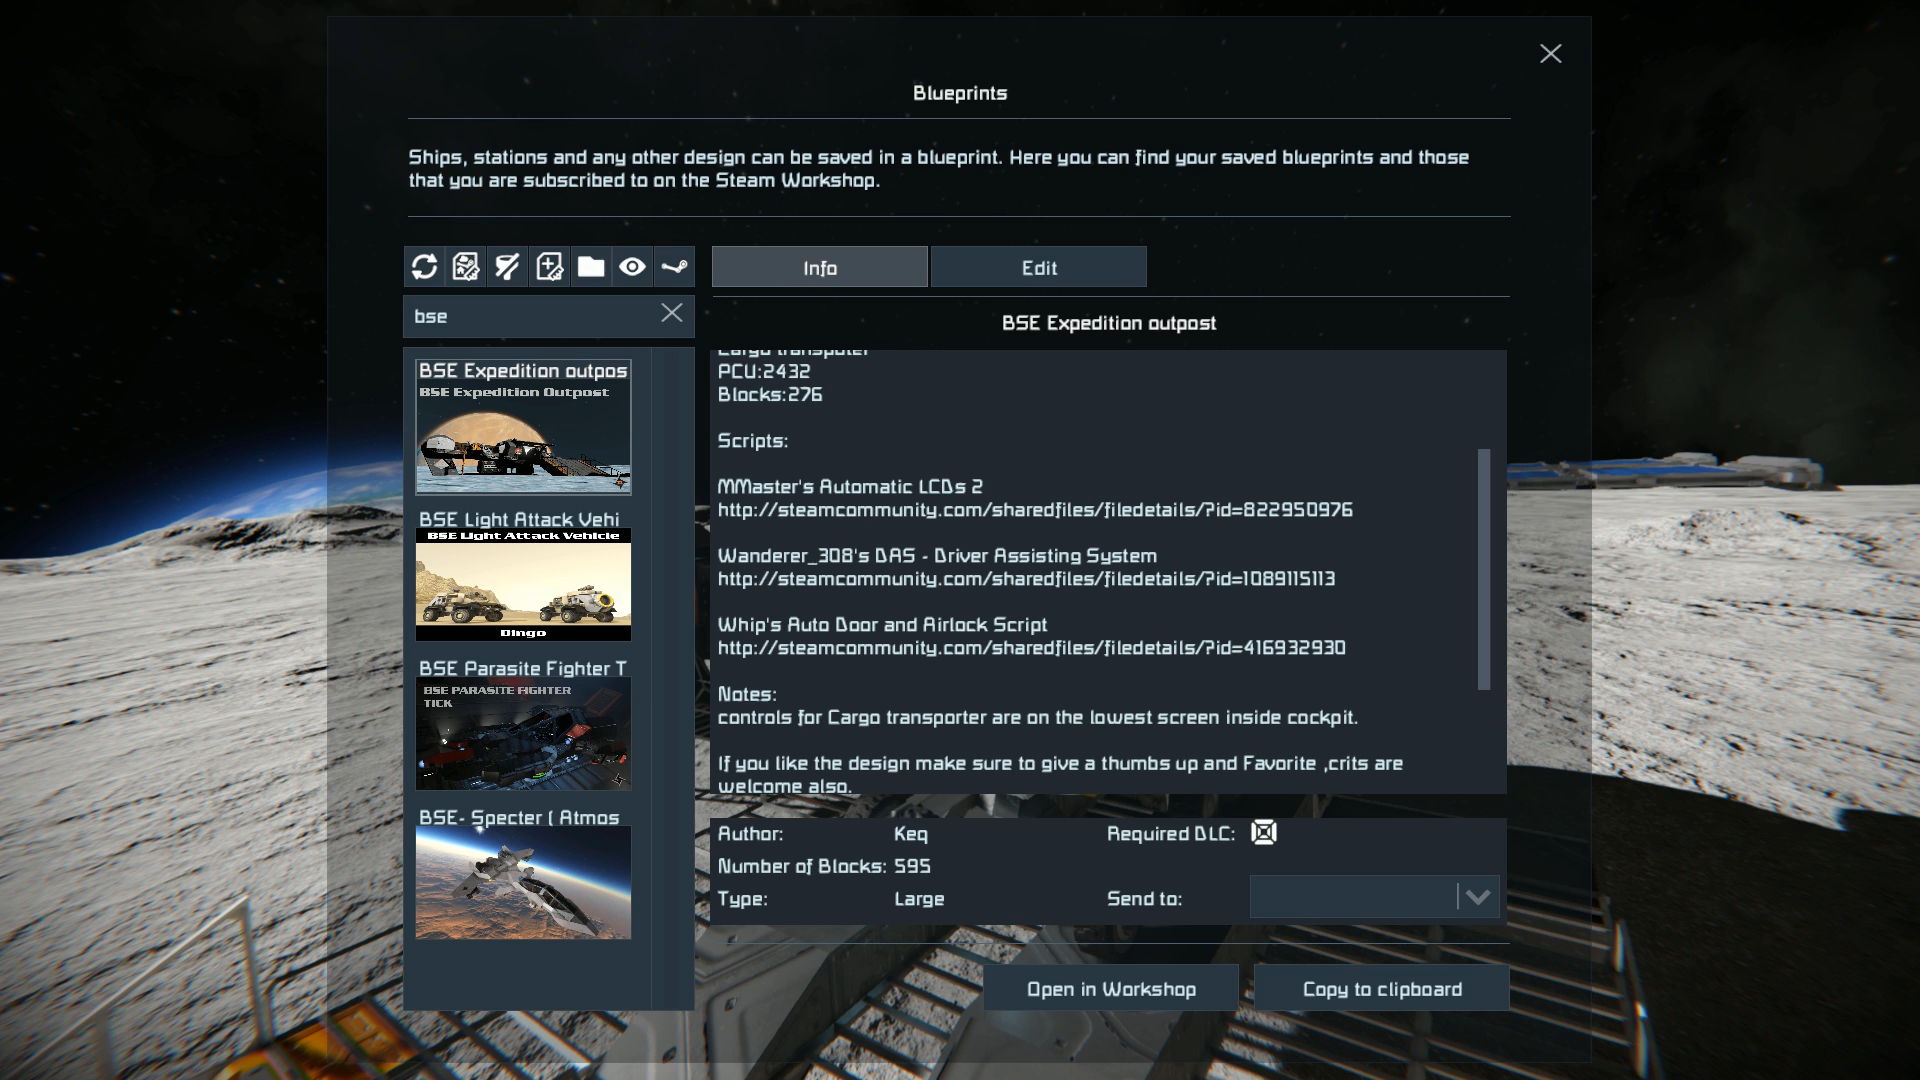 Blueprints
Ships, stations and any other design can be saved in a blueprint. Here you can find your saved blueprints and those
that you are subscribed to on the Steam Workshop.
Info
Edit
bse
BSE Expedition outpost
BSE Expedition outpos
BSE Expedition Outpost
BSE Light Attack Vehi
BSE Light Attack Vehicle
Dingo
BSE Parasite Fighter T
BSE PARASITE FIGHTER
TICK
BSE- Specter ( Atmos
Cargo transputer
PCU:2432
Blocks:276
Scripts:
MMaster's Automatic LCDs 2
http://steamcommunity.com/sharedfiles/filedetails/?id=822950976
Wanderer_308's DAS - Driver Assisting System
http://steamcommunity.com/sharedfiles/filedetails/?id=1089115113
Whip's Auto Door and Airlock Script
http://steamcommunity.com/sharedfiles/filedetails/?id=416932930
Notes:
controls for Cargo transporter are on the lowest screen inside cockpit.
If you like the design make sure to give a thumbs up and Favorite ,crits are
welcome also.
Author: Keq
Required DLC:
Number of Blocks: 595
Type: Large
Send to:
Open in Workshop
Copy to clipboard